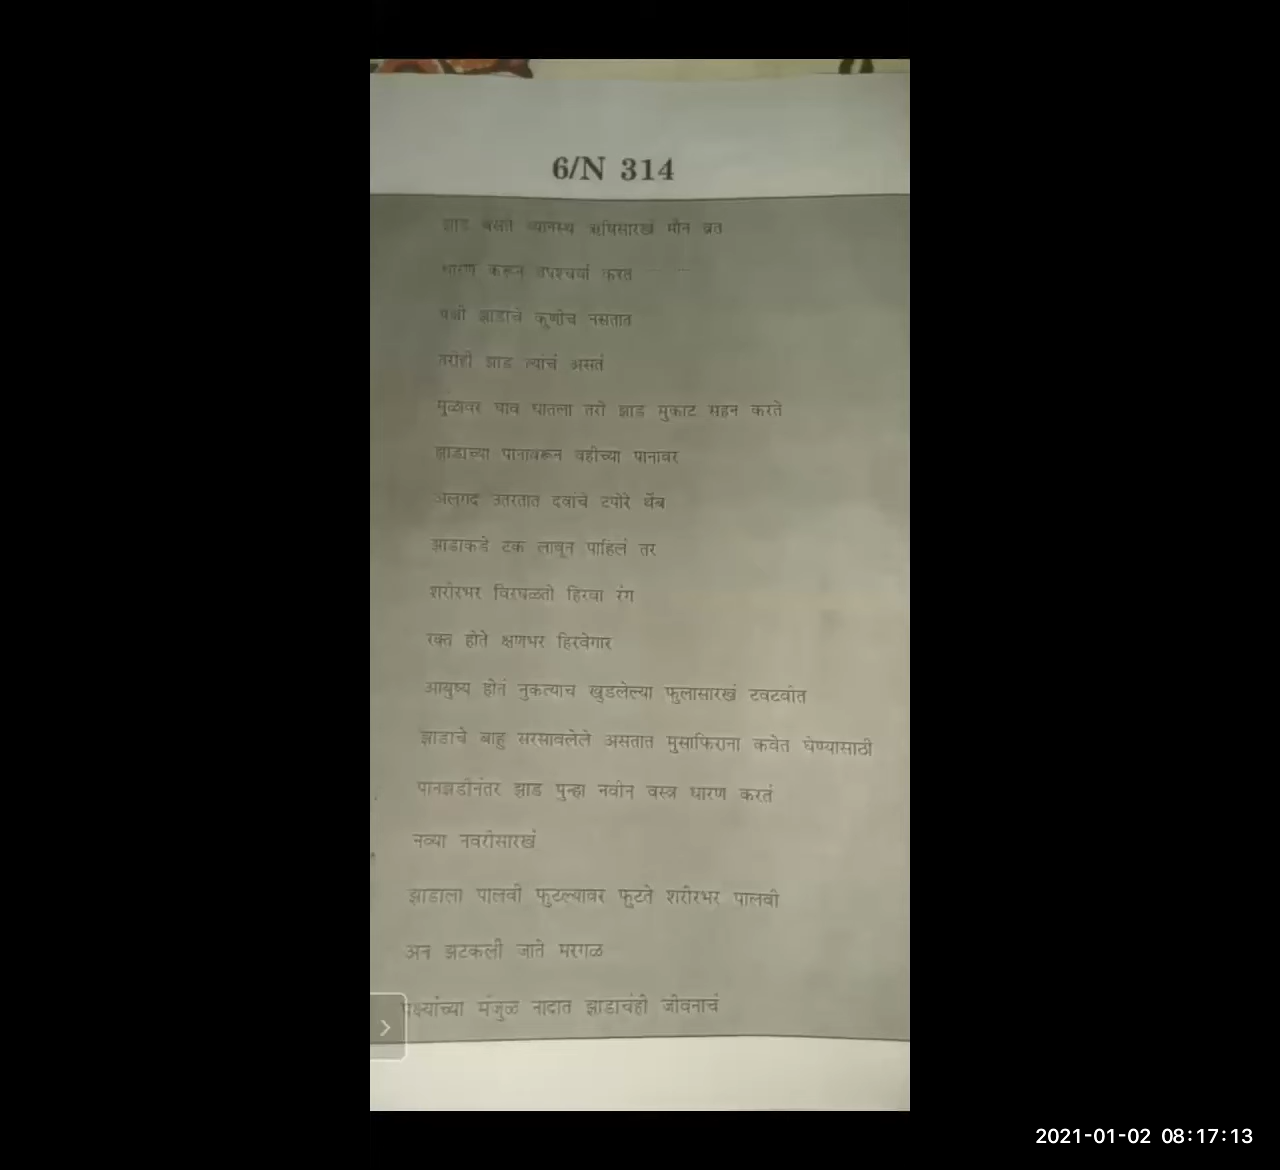 6/N 314
झाड बसते ध्यानस्थ ऋषिसारखं मौन व्रत
धारण करून तपश्चर्या करत
पक्षी झाडाचे कुणीच नसतात
तरीही झाड त्यांचं असतं
मुळावर घाव घातला तरी झाड मुकाट सहन करते
झाडाच्या पानावरून वहीच्या पानावर
अलगद उतरतात दवांचे टपोरे थेंब
झाडाकडे टक लावून पाहिलं तर
शरीरभर विरघळतो हिरवा रंग
रक्त होते क्षणभर हिरवेगार
आयुष्य होतं नुकत्याच खुडलेल्या फुलासारखं टवटवीत
झाडाचे बाहु सरसावलेले असतात मुसाफिराना कवेत घेण्यासाठी
पानझडीनंतर झाड पुन्हा नवीन वस्त्र धारण करतं
नव्या नवरीसारखं
झाडाला पालवी फुटल्यावर फुटते शरीरभर पालवी
अन झटकली जाते मरगळ
पक्ष्यांच्या मंजुळ नादात झाडाचंही जीवनाचं
2021-01-02 08:17:13